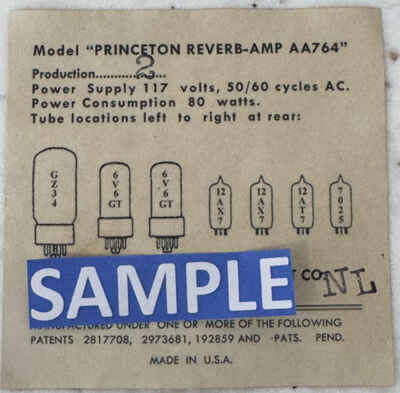 Model “PRINCETON REVERB-AMP AA764”
Production............2...
Power Supply 117 volts, 50/60 cycles AC.
Power Consumption 80 watts.
Tube locations left to right at rear:
GZ34 6V6GT 6V6GT 12AX7 12AX7 12AT7 7025
CO. NL
SAMPLE
MANUFACTURED UNDER ONE OR MORE OF THE FOLLOWING
PATENTS 2817708, 2973681, 192859 AND PATS. PEND.
MADE IN U.S.A.